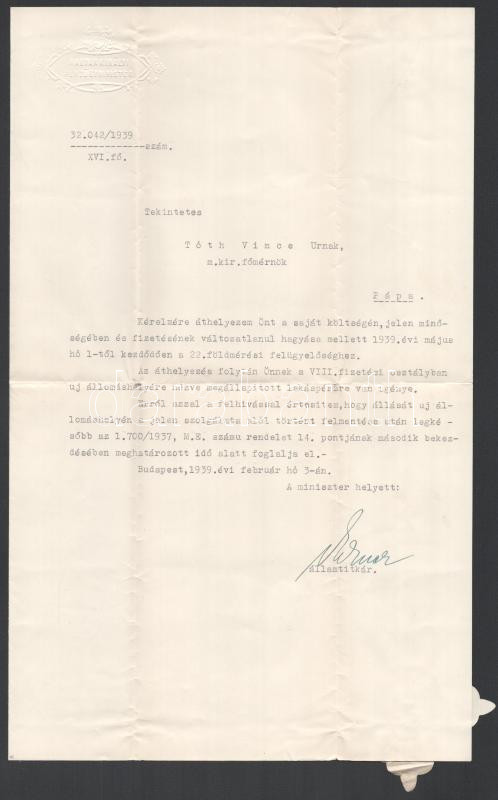 MAGYAR KIRÁLYI
32.042/1939
szám.
XVI.fő.
Tekintetes
Tóth Vince Urnak,
m.kir.főmérnök
Pápa.
Kérelmére áthelyezem Önt a saját költségén,jelen minő-
ségében és fizetésének változatlanul hagyása mellett 1939.évi május
hó 1-től kezdődően a 22.földmérési felügyelőséghez.
Az áthelyezés folyán Önnek a VIII.fizetési osztályban
uj állomáshelyére nézve megállapitott lakáspénzre van igénye.
Erről azzal a felhivással értesitem,hogy állását uj ál-
lomáshelyén a jelen szolgálata alól történt felmentése után legké-
sőbb az 1.700/1937, M.E. számu rendelet 14. pontjának második bekez-
désében meghatározott idő alatt foglalja el.-
Budapest,1939.évi február hó 3-án.
A miniszter helyett:
államtitkár.